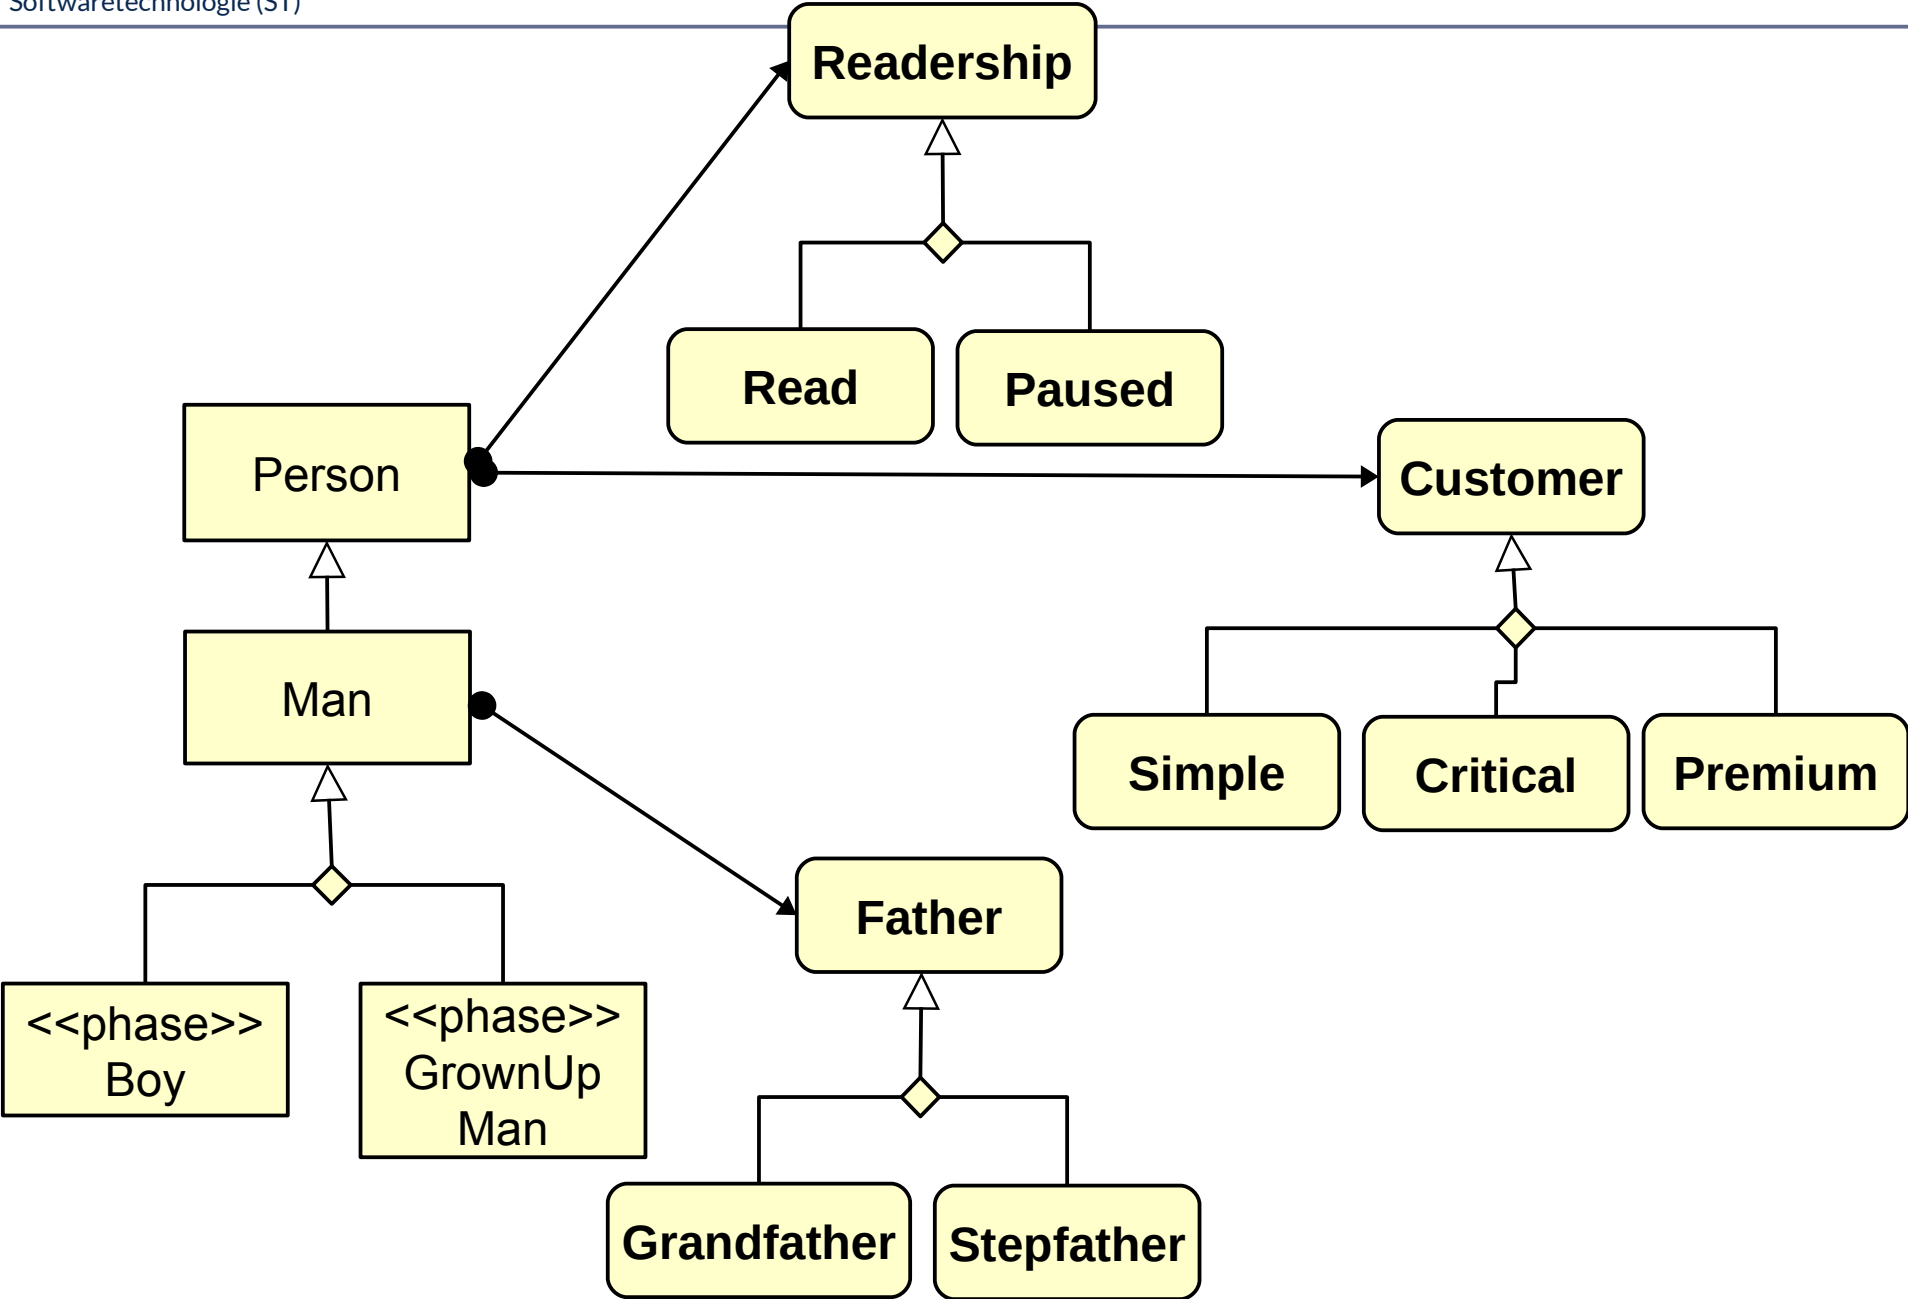 Softwaretechnologie (ST)
Readership
Read
Paused
Person
Customer
Man
Simple
Critical
Premium
Father
<<phase>>
Boy
<<phase>>
GrownUp
Man
Grandfather
Stepfather